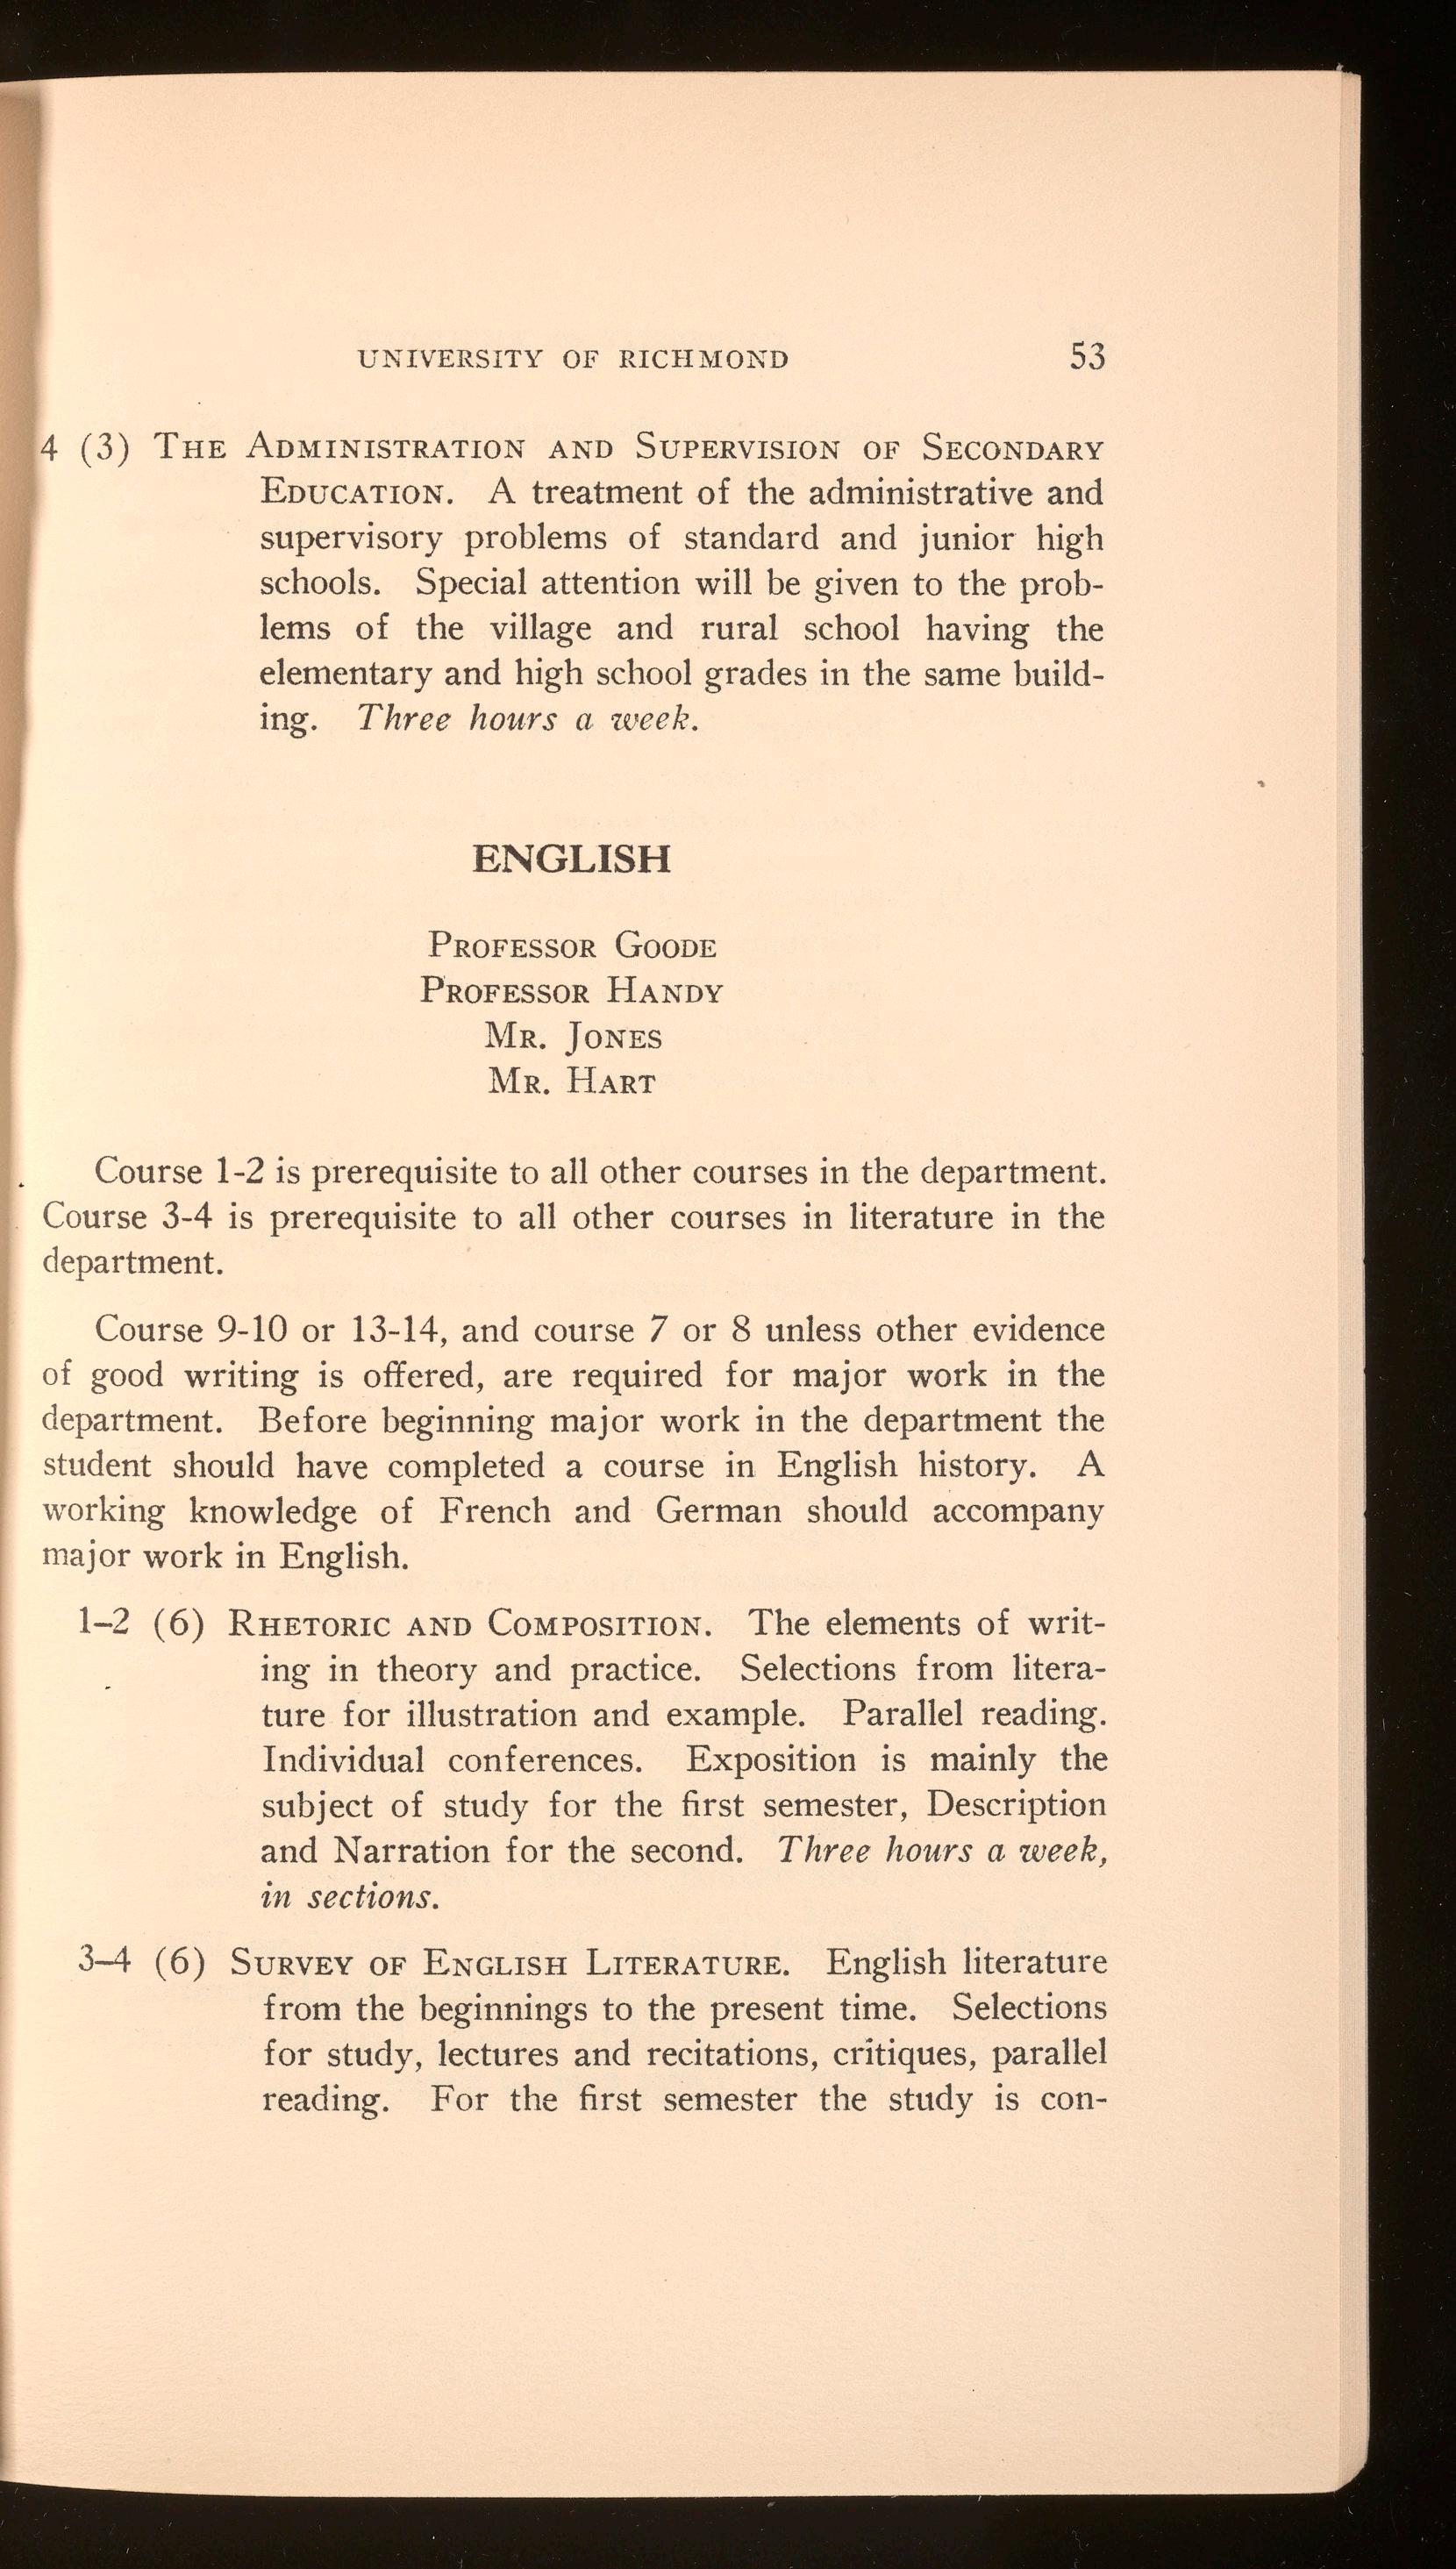 UNIVERSITY OF RICHMOND 53
4 (3) THE ADMINISTRATION AND SUPERVISION OF SECONDARY
EDUCATION. A treatment of the administrative and
supervisory problems of standard and junior high
schools. Special attention will be given to the prob-
lems of the village and rural school having the
elementary and high school grades in the same build-
ing. Three hours a week.
ENGLISH
PROFESSOR GOODE
PROFESSOR HANDY
MR. JONES
MR. HART
Course 1-2 is prerequisite to all other courses in the department.
Course 3-4 is prerequisite to all other courses in literature in the
department.
Course 9-10 or 13-14, and course 7 or 8 unless other evidence
of good writing is offered, are required for major work in the
department. Before beginning major work in the department the
student should have completed a course in English history. A
working knowledge of French and German should accompany
major work in English.
1–2 (6) RHETORIC AND COMPOSITION. The elements of writ-
ing in theory and practice. Selections from litera-
ture for illustration and example. Parallel reading.
Individual conferences. Exposition is mainly the
subject of study for the first semester, Description
and Narration for the second. Three hours a week,
in sections.
3–4 (6) SURVEY OF ENGLISH LITERATURE. English literature
from the beginnings to the present time. Selections
for study, lectures and recitations, critiques, parallel
reading. For the first semester the study is con-